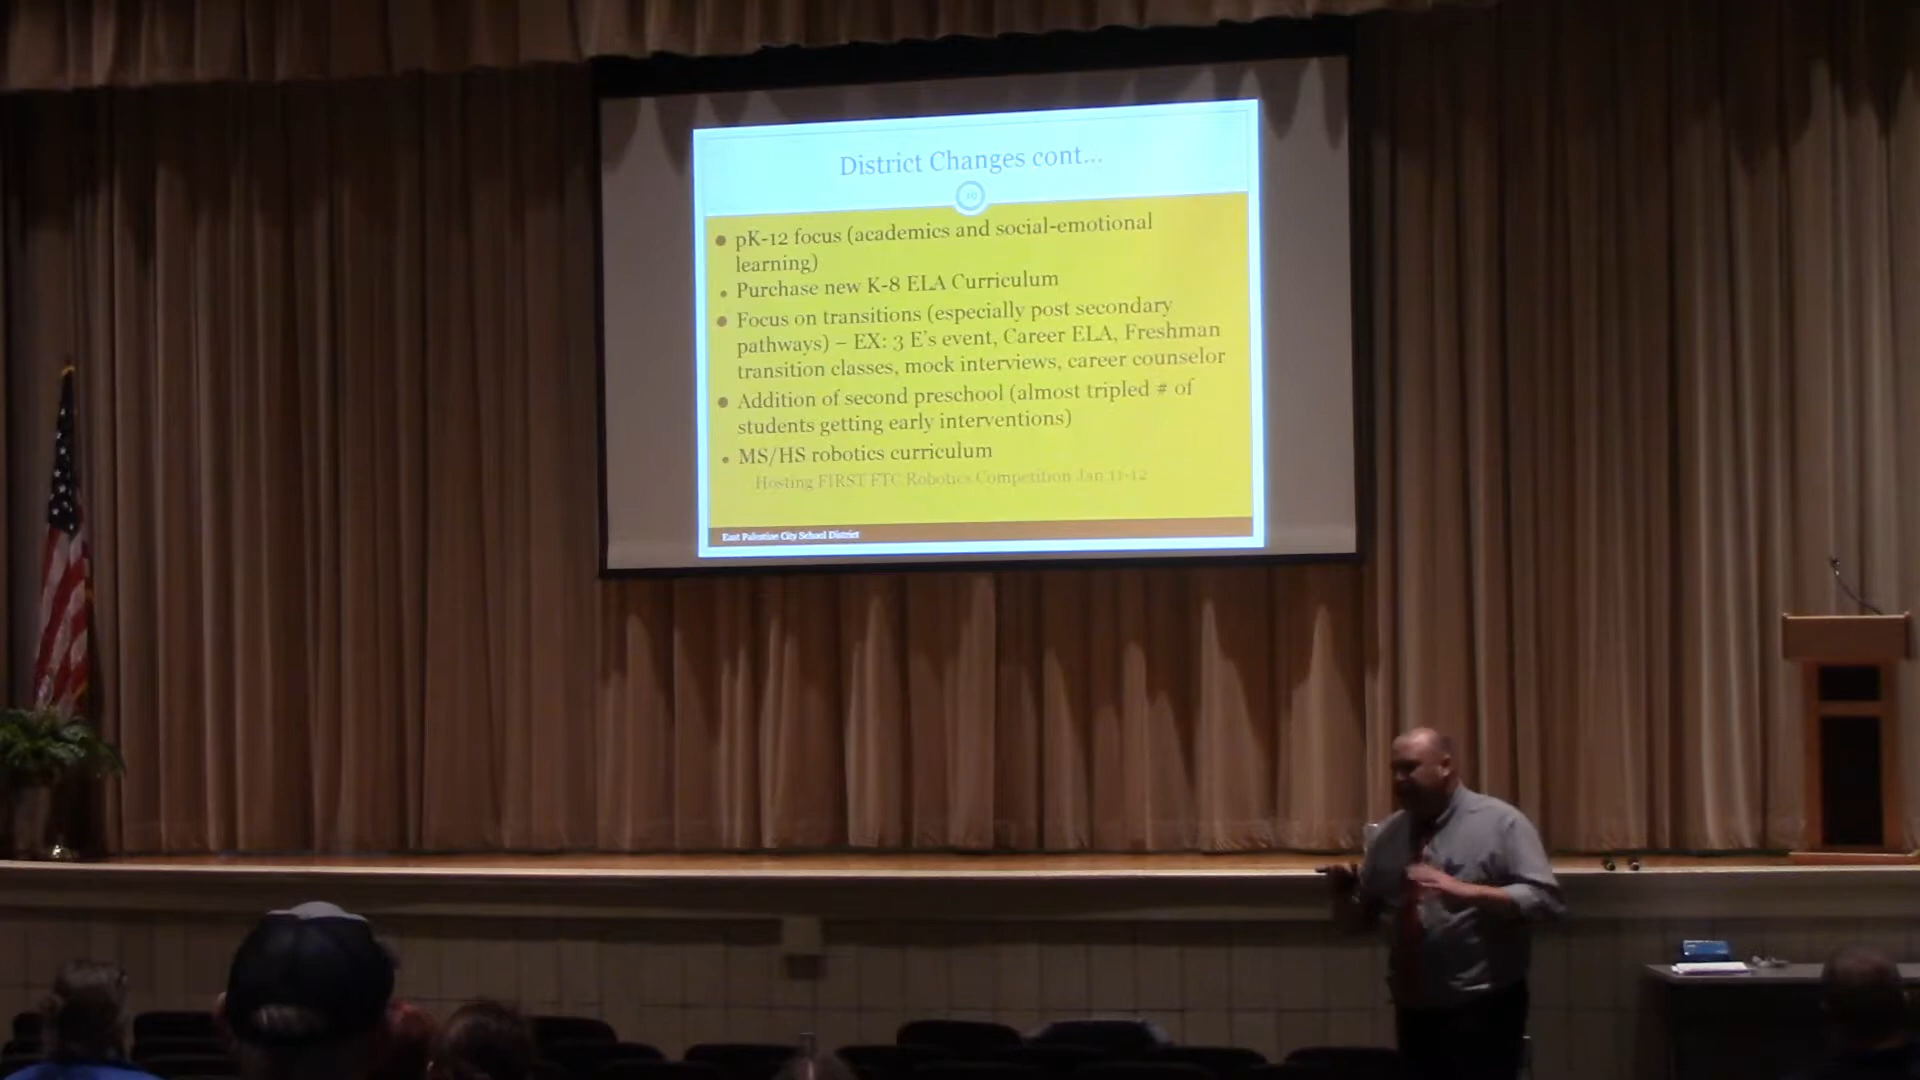 District Changes cont...
19
● pK-12 focus (academics and social-emotional
learning)
• Purchase new K-8 ELA Curriculum
● Focus on transitions (especially post secondary
pathways) – EX: 3 E's event, Career ELA, Freshman
transition classes, mock interviews, career counselor
● Addition of second preschool (almost tripled # of
students getting early interventions)
• MS/HS robotics curriculum
Hosting FIRST FTC Robotics Competition Jan 11-12
East Palestine City School District